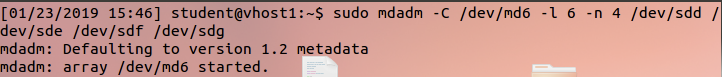 [01/23/2019 15:46] student@vhost1:~$ sudo mdadm -C /dev/md6 -l 6 -n 4 /dev/sdd /
dev/sde /dev/sdf /dev/sdg
mdadm: Defaulting to version 1.2 metadata
mdadm: array /dev/md6 started.